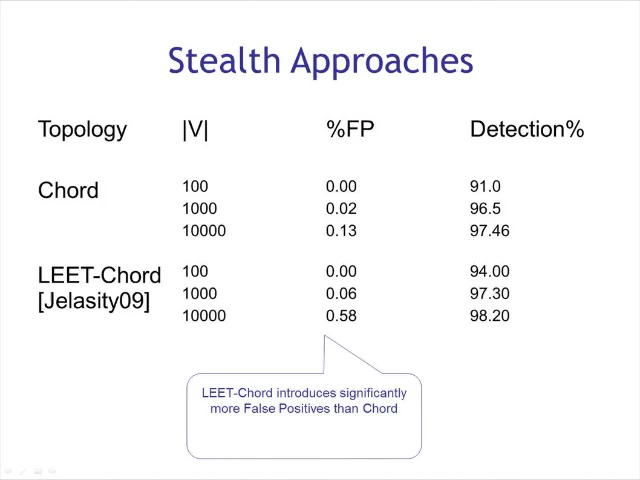 Stealth Approaches
Topology |V| %FP Detection%
Chord 100 0.00 91.0
1000 0.02 96.5
10000 0.13 97.46
LEET-Chord 100 0.00 94.00
[Jelasity09] 1000 0.06 97.30
10000 0.58 98.20
LEET-Chord introduces significantly
more False Positives than Chord